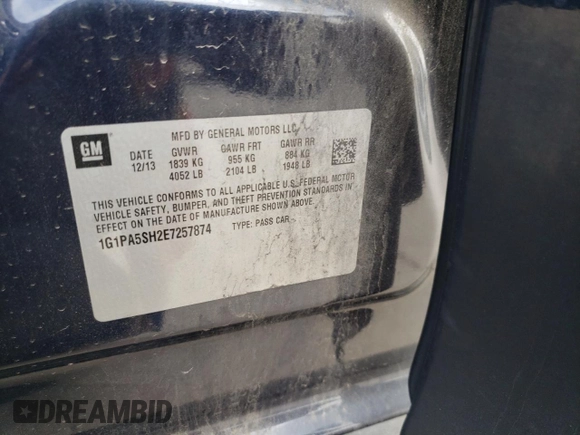 GM
MFD BY GENERAL MOTORS LLC
DATE GVWR GAWR FRT GAWR RR
12/13 1839 KG 955 KG 884 KG
4052 LB 2104 LB 1948 LB
THIS VEHICLE CONFORMS TO ALL APPLICABLE U.S. FEDERAL MOTOR
VEHICLE SAFETY, BUMPER, AND THEFT PREVENTION STANDARDS IN
EFFECT ON THE DATE OF MANUFACTURE SHOWN ABOVE.
1G1PA5SH2E7257874 TYPE: PASS CAR
DREAMBID